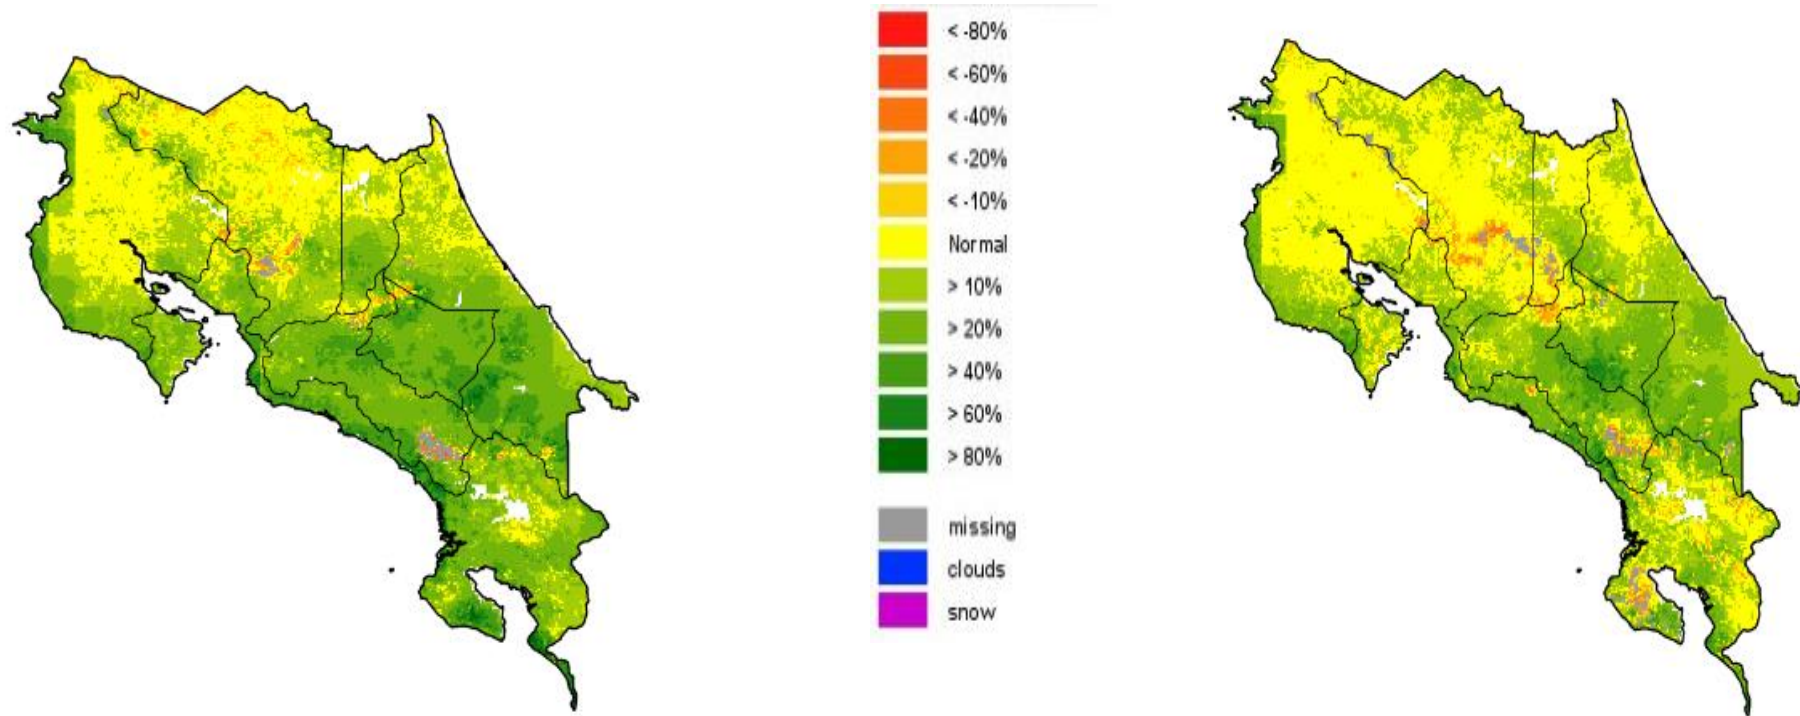 < -80%
< -60%
< -40%
< -20%
< -10%
Normal
> 10%
> 20%
> 40%
> 60%
> 80%
missing
clouds
snow